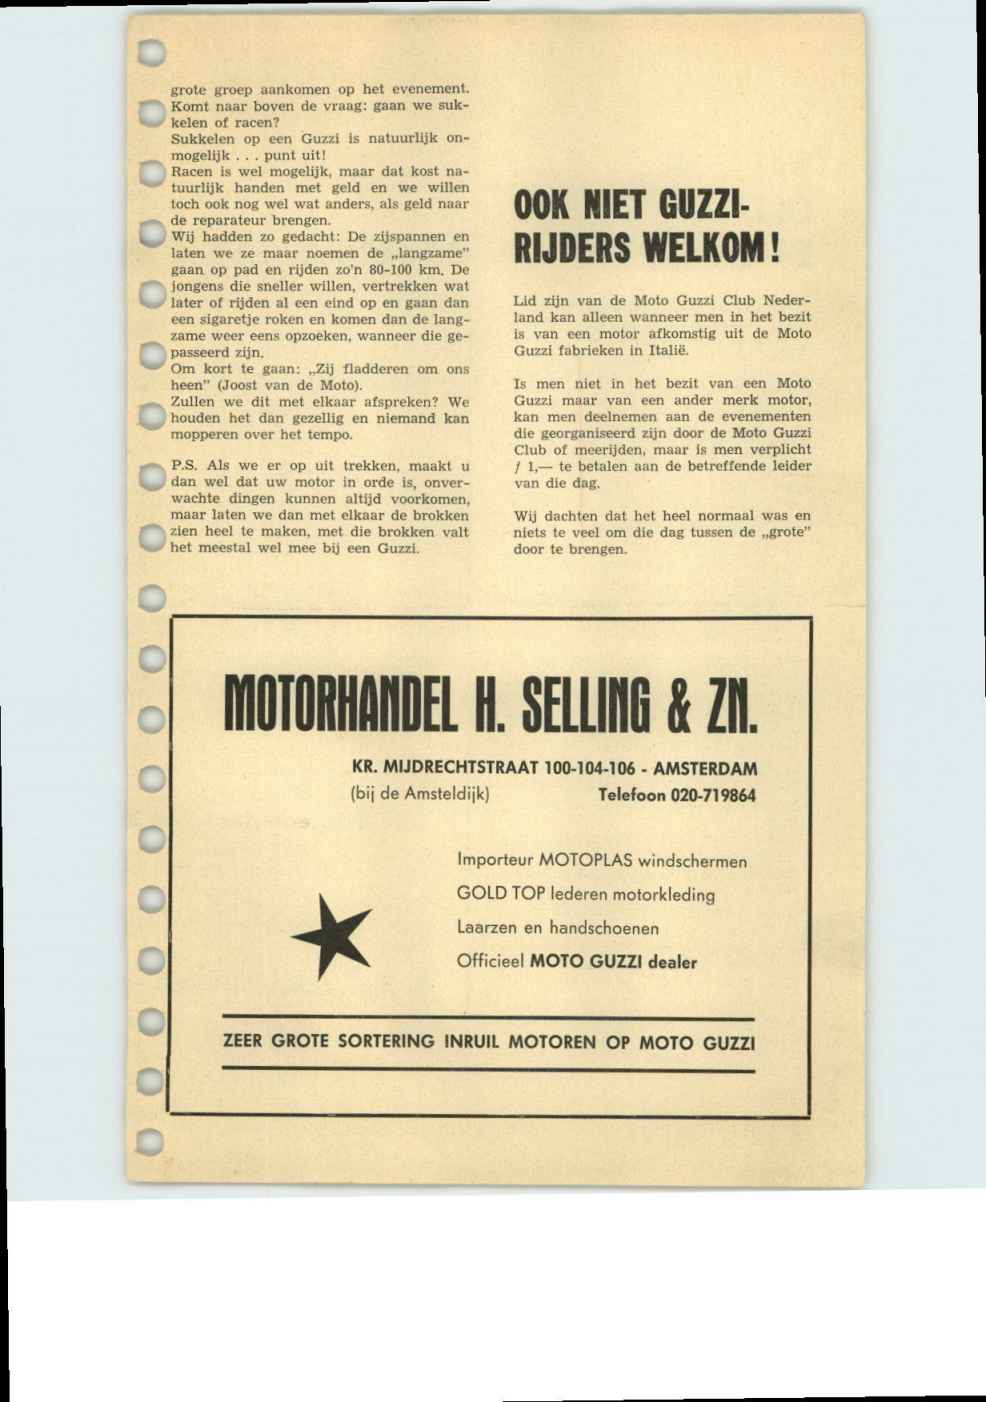 grote groep aankomen op het evenement.
Komt naar boven de vraag: gaan we suk-
kelen of racen?
Sukkelen op een Guzzi is natuurlijk on-
mogelijk . . . punt uit!
Racen is wel mogelijk, maar dat kost na-
tuurlijk handen met geld en we willen
toch ook nog wel wat anders, als geld naar
de reparateur brengen.
Wij hadden zo gedacht: De zijspannen en
laten we ze maar noemen de „langzame”
gaan op pad en rijden zo'n 80-100 km. De
jongens die sneller willen, vertrekken wat
later of rijden al een eind op en gaan dan
een sigaretje roken en komen dan de lang-
zame weer eens opzoeken, wanneer die ge-
passeerd zijn.
Om kort te gaan: „Zij fladderen om ons
heen” (Joost van de Moto).
Zullen we dit met elkaar afspreken? We
houden het dan gezellig en niemand kan
mopperen over het tempo.
P.S. Als we er op uit trekken, maakt u
dan wel dat uw motor in orde is, onver-
wachte dingen kunnen altijd voorkomen,
maar laten we dan met elkaar de brokken
zien heel te maken, met die brokken valt
het meestal wel mee bij een Guzzi.
OOK NIET GUZZI-
RIJDERS WELKOM!
Lid zijn van de Moto Guzzi Club Neder-
land kan alleen wanneer men in het bezit
is van een motor afkomstig uit de Moto
Guzzi fabrieken in Italië.
Is men niet in het bezit van een Moto
Guzzi maar van een ander merk motor,
kan men deelnemen aan de evenementen
die georganiseerd zijn door de Moto Guzzi
Club of meerijden, maar is men verplicht
ƒ 1,— te betalen aan de betreffende leider
van die dag.
Wij dachten dat het heel normaal was en
niets te veel om die dag tussen de „grote”
door te brengen.
MOTORHANDEL H. SELLING & ZN.
KR. MIJDRECHTSTRAAT 100-104-106 - AMSTERDAM
(bij de Amsteldijk) Telefoon 020-719864
Importeur MOTOPLAS windschermen
GOLD TOP lederen motorkleding
Laarzen en handschoenen
Officieel MOTO GUZZI dealer
ZEER GROTE SORTERING INRUIL MOTOREN OP MOTO GUZZI